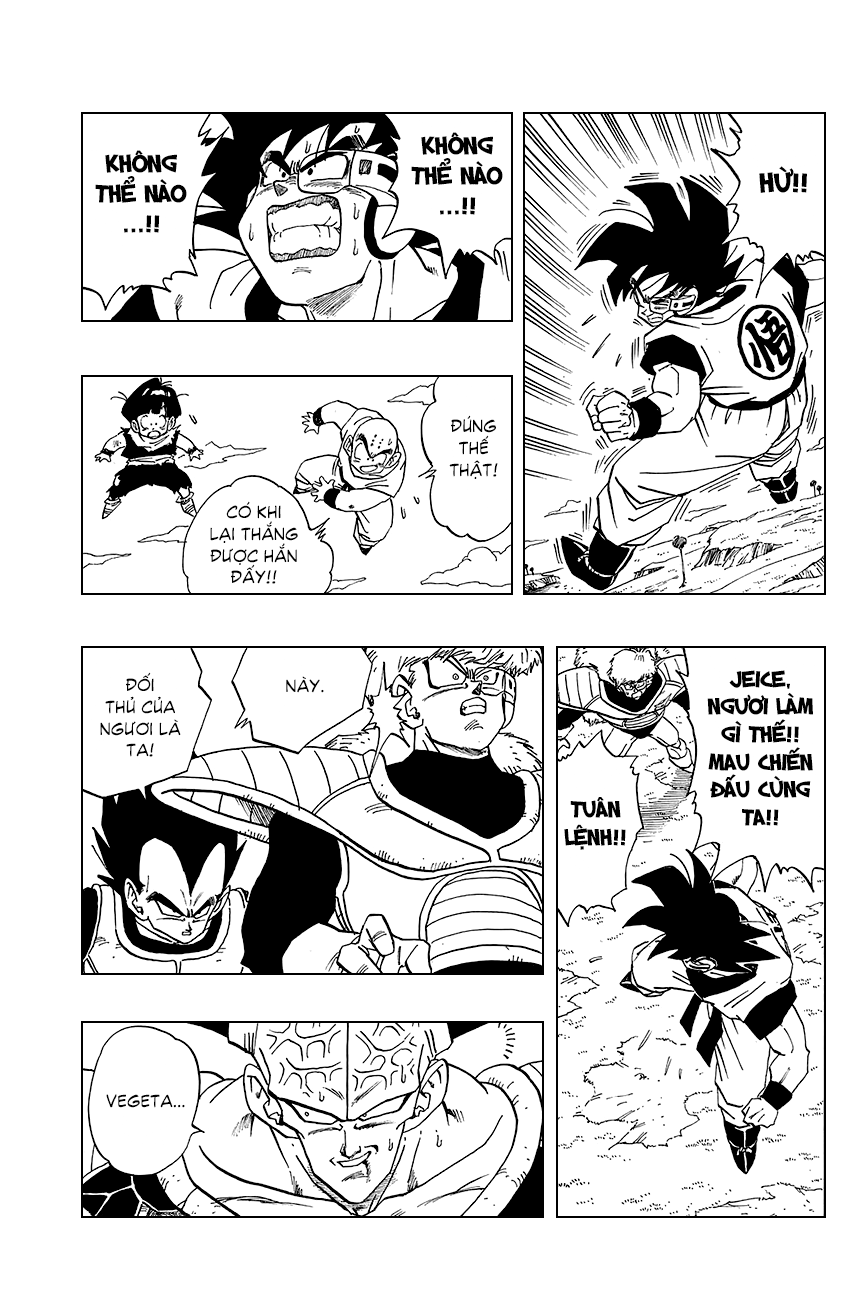 HỪ!!
KHÔNG
THỂ NÀO
...!!
KHÔNG
THỂ NÀO
...!!
悟
ĐÚNG
THẾ
THẬT!
CÓ KHI
LẠI THẮNG
ĐƯỢC HẮN
ĐẤY!!
JEICE,
NGƯƠI LÀM
GÌ THẾ!!
MAU CHIẾN
ĐẤU CÙNG
TA!!
TUÂN
LỆNH!!
NÀY.
ĐỐI
THỦ CỦA
NGƯƠI LÀ
TA!
VEGETA...